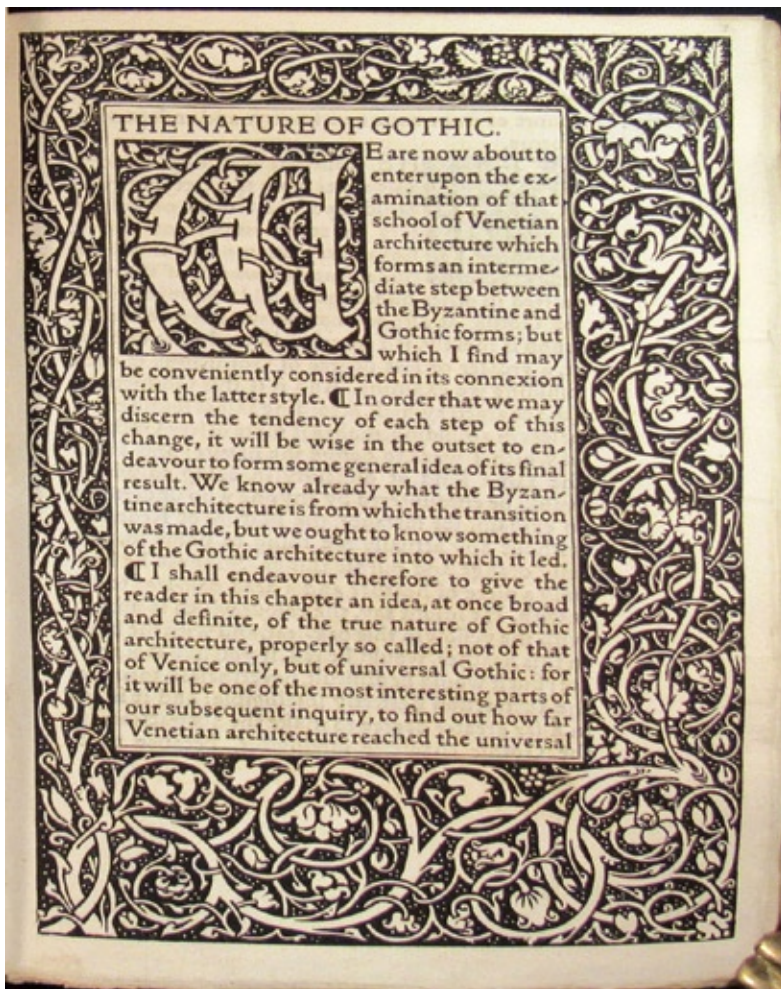 THE NATURE OF GOTHIC.
WE are now about to
enter upon the ex-
amination of that
school of Venetian
architecture which
forms an interme-
diate step between
the Byzantine and
Gothic forms; but
which I find may
be conveniently considered in its connexion
with the latter style. ⁋ In order that we may
discern the tendency of each step of this
change, it will be wise in the outset to en-
deavour to form some general idea of its final
result. We know already what the Byzan-
tine architecture is from which the transition
was made, but we ought to know something
of the Gothic architecture into which it led.
⁋ I shall endeavour therefore to give the
reader in this chapter an idea, at once broad
and definite, of the true nature of Gothic
architecture, properly so called; not of that
of Venice only, but of universal Gothic: for
it will be one of the most interesting parts of
our subsequent inquiry, to find out how far
Venetian architecture reached the universal